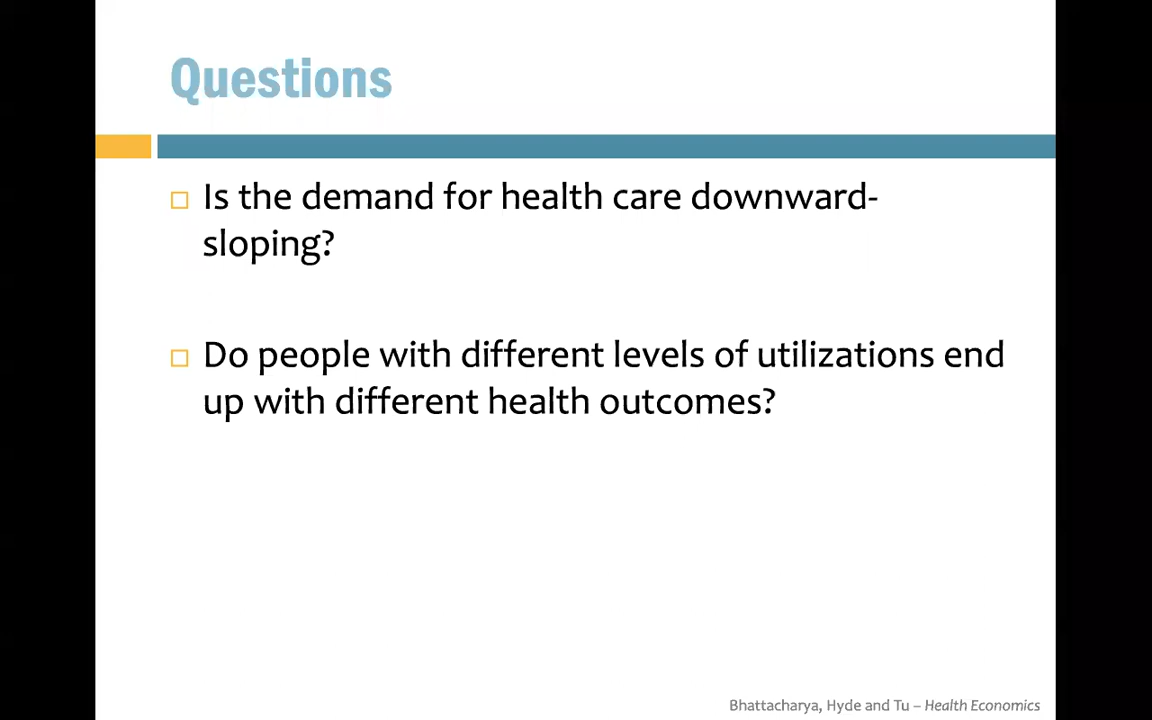 Questions
Is the demand for health care downward-
sloping?
Do people with different levels of utilizations end
up with different health outcomes?
Bhattacharya, Hyde and Tu – Health Economics